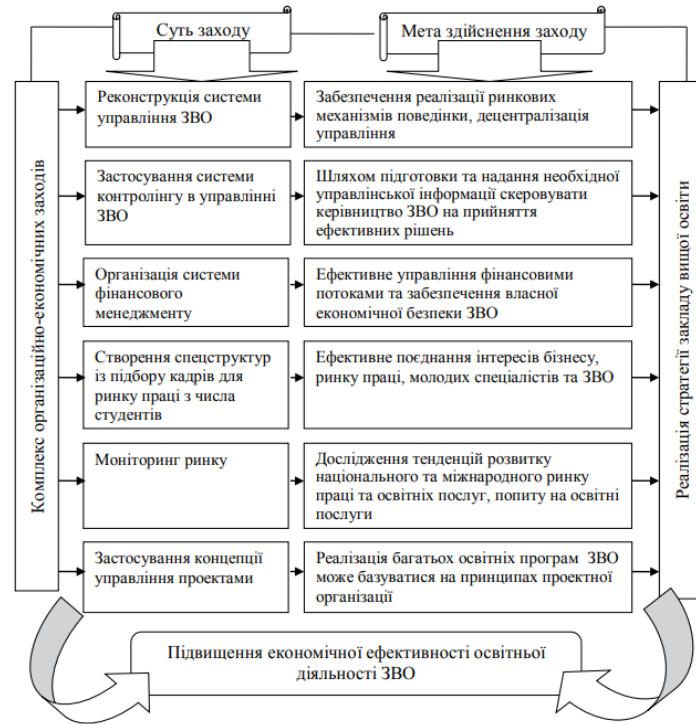 Суть заходу
Мета здійснення заходу
Комплекс організаційно-економічних заходів
Реконструкція системи
управління ЗВО
Забезпечення реалізації ринкових
механізмів поведінки, децентралізація
управління
Застосування системи
контролінгу в управлінні
ЗВО
Шляхом підготовки та надання необхідної
управлінської інформації скеровувати
керівництво ЗВО на прийняття
ефективних рішень
Організація системи
фінансового
менеджменту
Ефективне управління фінансовими
потоками та забезпечення власної
економічної безпеки ЗВО
Створення спецструктур
із підбору кадрів для
ринку праці з числа
студентів
Ефективне поєднання інтересів бізнесу,
ринку праці, молодих спеціалістів та ЗВО
Моніторинг ринку
Дослідження тенденцій розвитку
національного та міжнародного ринку
праці та освітніх послуг, попиту на освітні
послуги
Застосування концепції
управління проектами
Реалізація багатьох освітніх програм ЗВО
може базуватися на принципах проектної
організації
Реалізація стратегії закладу вищої освіти
Підвищення економічної ефективності освітньої
діяльності ЗВО